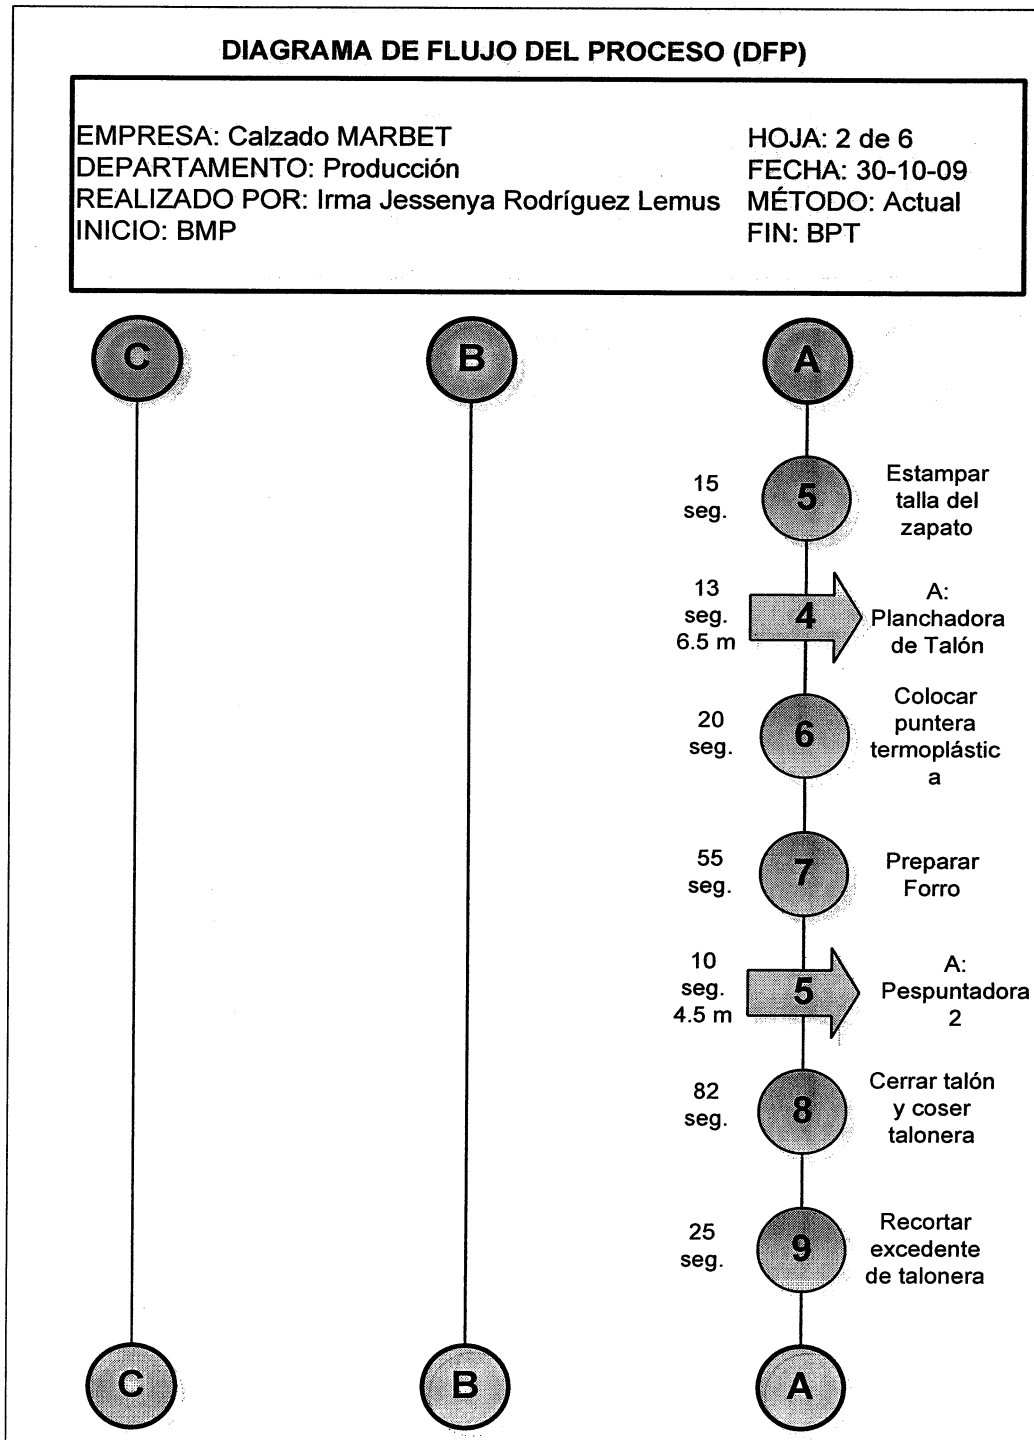 DIAGRAMA DE FLUJO DEL PROCESO (DFP)
EMPRESA: Calzado MARBET
DEPARTAMENTO: Producción
REALIZADO POR: Irma Jessenya Rodríguez Lemus
INICIO: BMP
HOJA: 2 de 6
FECHA: 30-10-09
MÉTODO: Actual
FIN: BPT
C
B
A
15
seg.
5
Estampar
talla del
zapato
13
seg.
6.5 m
4
A:
Planchadora
de Talón
20
seg.
6
Colocar
puntera
termoplástic
a
55
seg.
7
Preparar
Forro
10
seg.
4.5 m
5
A:
Pespuntadora
2
82
seg.
8
Cerrar talón
y coser
talonera
25
seg.
9
Recortar
excedente
de talonera
C
B
A